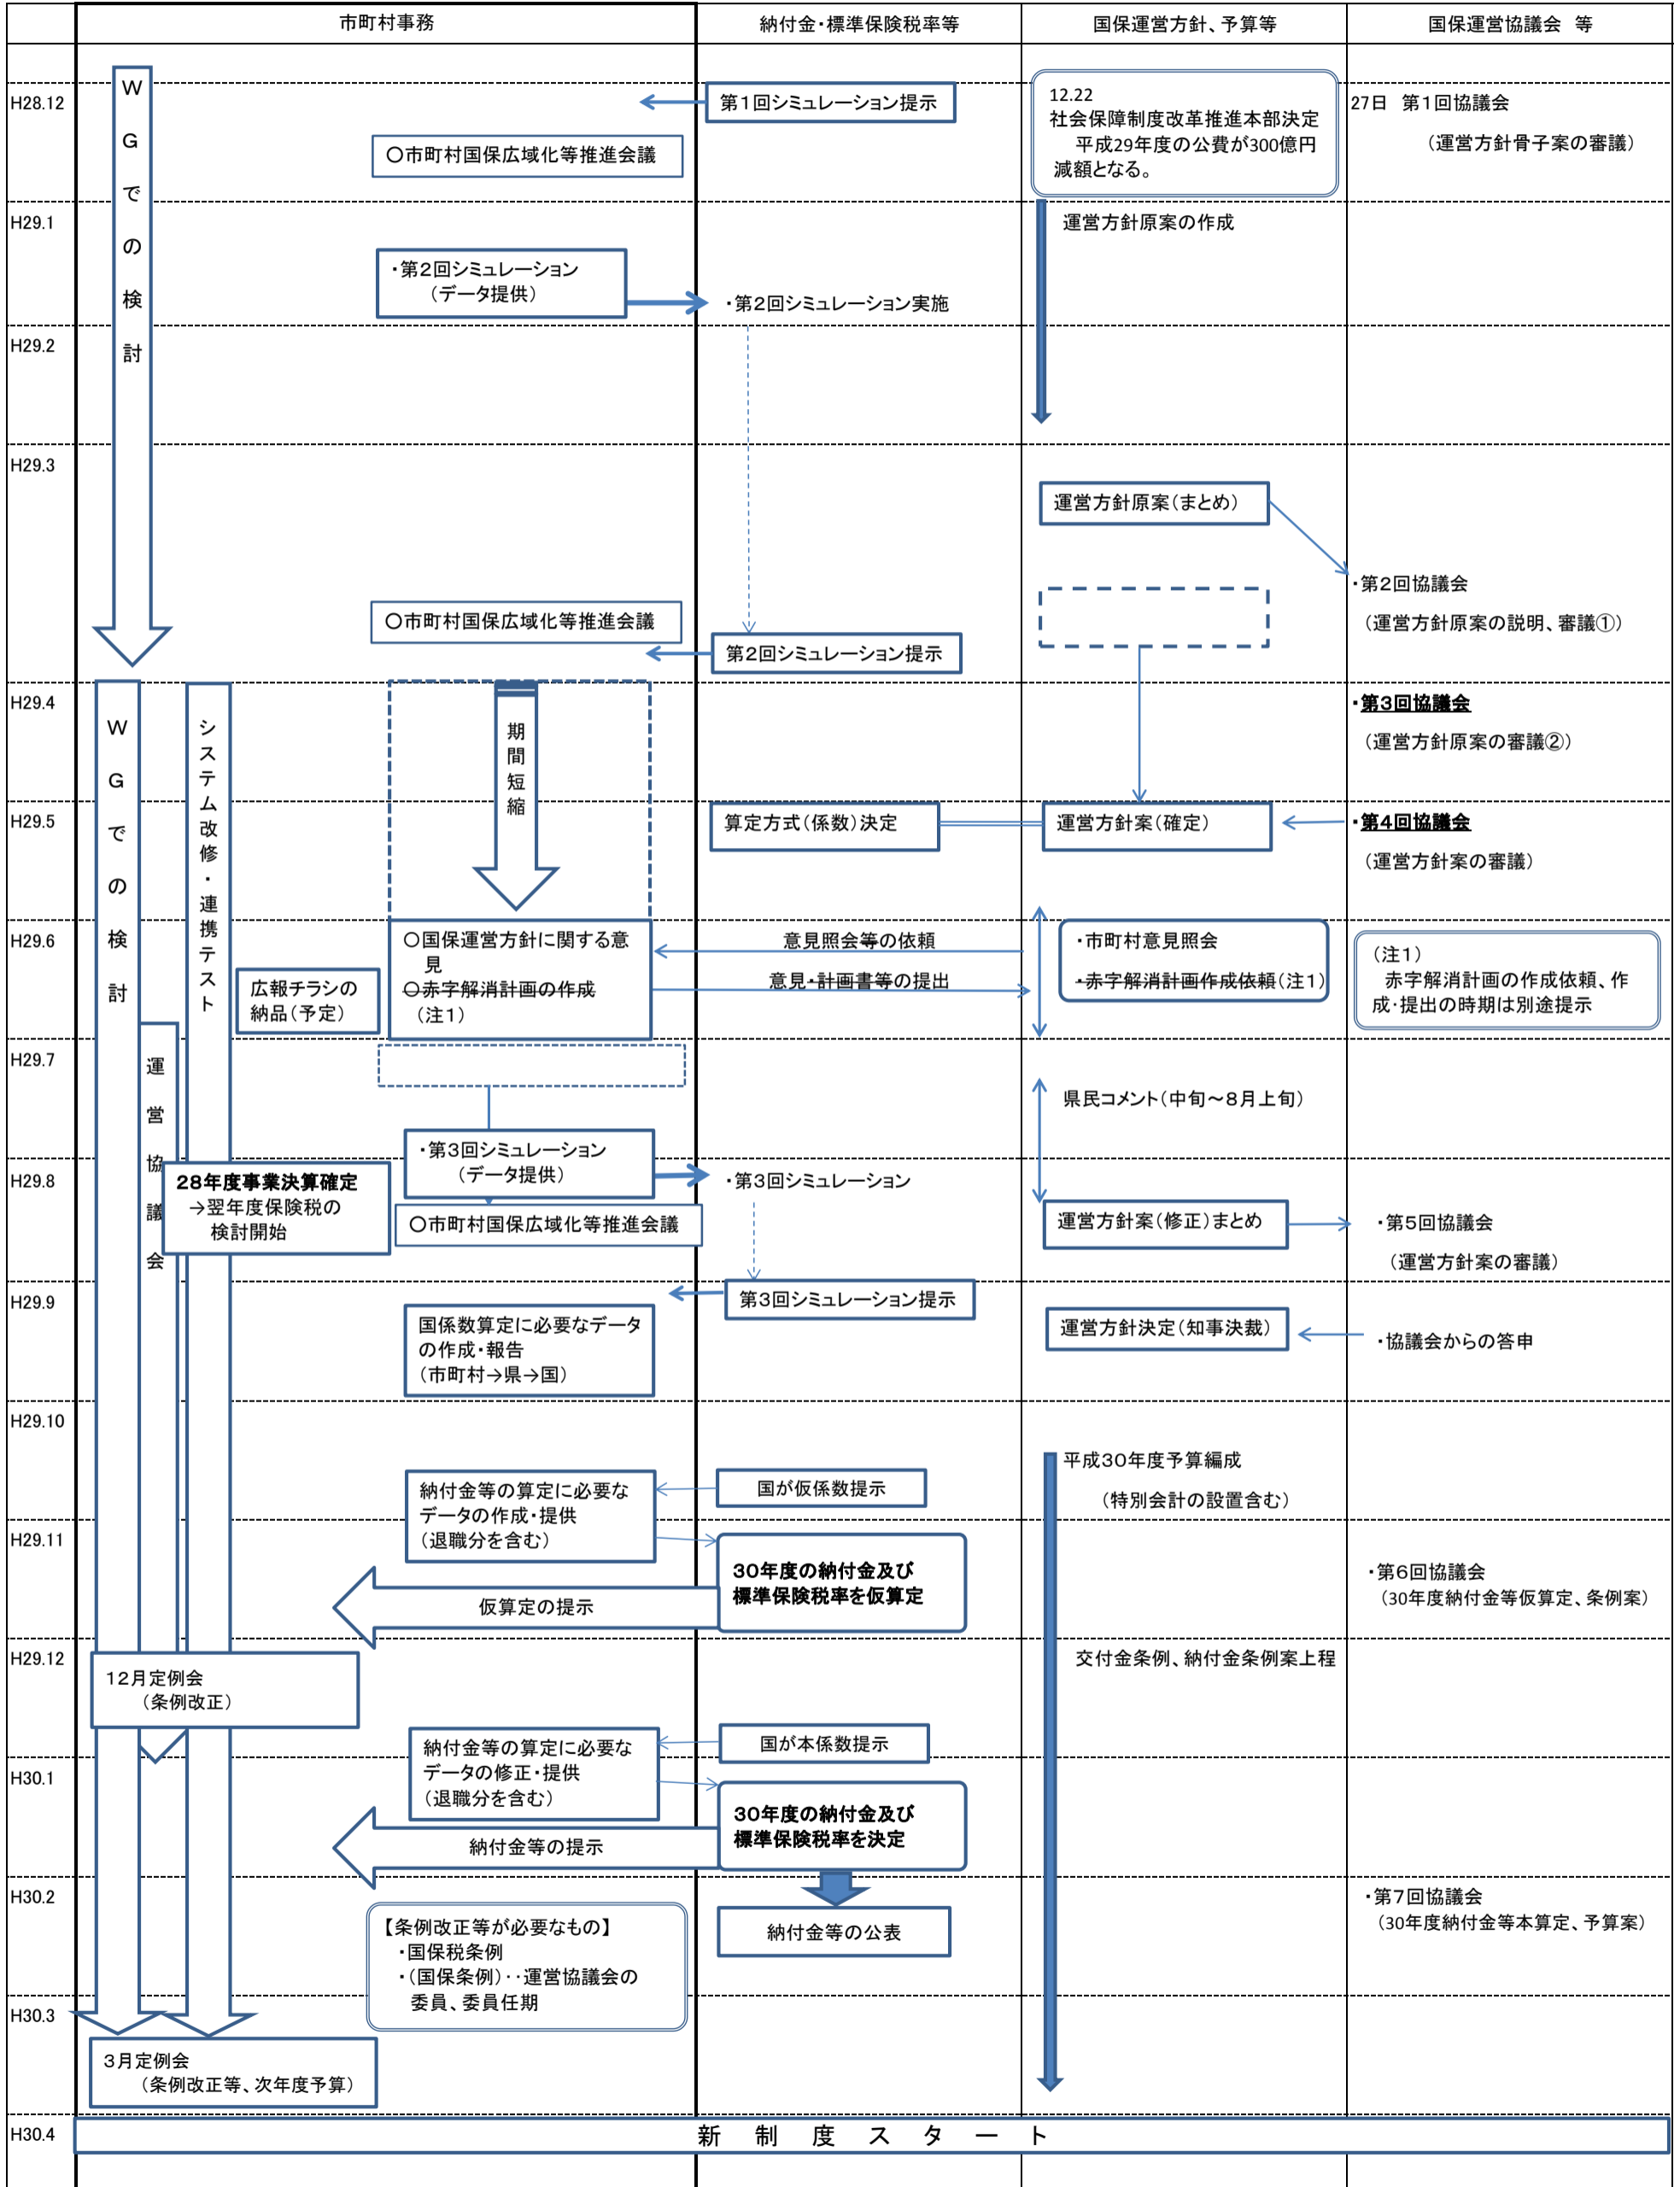 市町村事務
納付金・標準保険税率等
国保運営方針、予算等
国保運営協議会 等
H28.12
WGでの検討
第1回シミュレーション提示
○市町村国保広域化等推進会議
12.22
社会保障制度改革推進本部決定
平成29年度の公費が300億円
減額となる。
27日 第1回協議会
(運営方針骨子案の審議)
H29.1
運営方針原案の作成
・第2回シミュレーション
(データ提供)
・第2回シミュレーション実施
H29.2
H29.3
運営方針原案(まとめ)
・第2回協議会
(運営方針原案の説明、審議①)
○市町村国保広域化等推進会議
第2回シミュレーション提示
H29.4
WGでの検討
システム改修・連携テスト
期間短縮
・第3回協議会
(運営方針原案の審議②)
H29.5
算定方式(係数)決定
運営方針案(確定)
・第4回協議会
(運営方針案の審議)
H29.6
広報チラシの
納品(予定)
○国保運営方針に関する意
見
○赤字解消計画の作成
(注1)
意見照会等の依頼
意見・計画書等の提出
・市町村意見照会
・赤字解消計画作成依頼(注1)
(注1)
赤字解消計画の作成依頼、作
成・提出の時期は別途提示
H29.7
運営協議会
県民コメント(中旬~8月上旬)
・第3回シミュレーション
(データ提供)
H29.8
28年度事業決算確定
→翌年度保険税の
検討開始
・第3回シミュレーション
○市町村国保広域化等推進会議
運営方針案(修正)まとめ
・第5回協議会
(運営方針案の審議)
H29.9
第3回シミュレーション提示
国係数算定に必要なデータ
の作成・報告
(市町村→県→国)
運営方針決定(知事決裁)
・協議会からの答申
H29.10
平成30年度予算編成
(特別会計の設置含む)
納付金等の算定に必要な
データの作成・提供
(退職分を含む)
国が仮係数提示
H29.11
30年度の納付金及び
標準保険税率を仮算定
仮算定の提示
・第6回協議会
(30年度納付金等仮算定、条例案)
H29.12
12月定例会
(条例改正)
交付金条例、納付金条例案上程
納付金等の算定に必要な
データの修正・提供
(退職分を含む)
国が本係数提示
H30.1
30年度の納付金及び
標準保険税率を決定
納付金等の提示
H30.2
【条例改正等が必要なもの】
・国保税条例
・(国保条例)‥運営協議会の
委員、委員任期
納付金等の公表
・第7回協議会
(30年度納付金等本算定、予算案)
H30.3
3月定例会
(条例改正等、次年度予算)
H30.4
新制度スタート